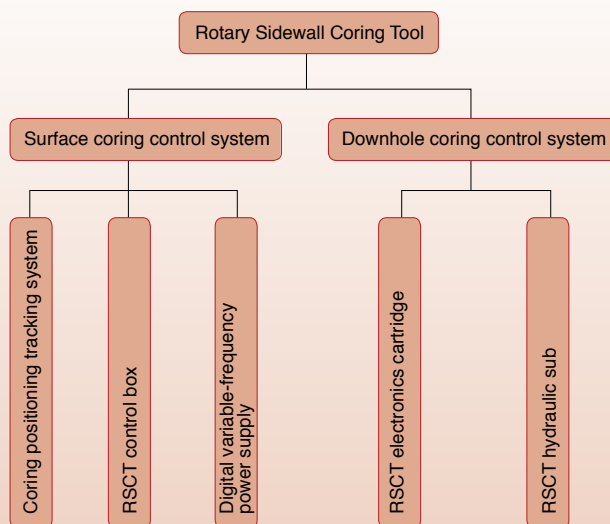 Rotary Sidewall Coring Tool
Surface coring control system
Downhole coring control system
Coring positioning tracking system
RSCT control box
Digital variable-frequency
power supply
RSCT electronics cartridge
RSCT hydraulic sub